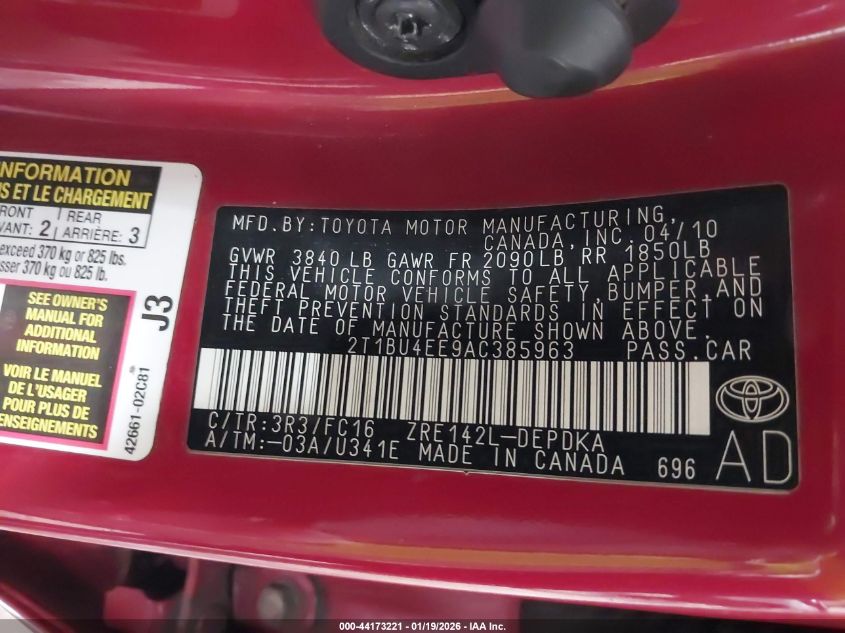 INFORMATION
US ET LE CHARGEMENT
FRONT | REAR
AVANT: 2 | ARRIÈRE: 3
exceed 370 kg or 825 lbs.
sser 370 kg ou 825 lb.
SEE OWNER'S
MANUAL FOR
ADDITIONAL
INFORMATION
VOIR LE MANUEL
DE L'USAGER
POUR PLUS DE
RENSEIGNEMENTS
J3
42661-02C81
MFD. BY: TOYOTA MOTOR MANUFACTURING,
CANADA, INC. 04/10
GVWR 3840 LB GAWR FR 2090LB, RR 1850LB
THIS VEHICLE CONFORMS TO ALL APPLICABLE
FEDERAL MOTOR VEHICLE SAFETY, BUMPER, AND
THEFT PREVENTION STANDARDS IN EFFECT ON
THE DATE OF MANUFACTURE SHOWN ABOVE.
2T1BU4EE9AC385963 PASS.CAR
C/TR:3R3/FC16 ZRE142L-DEPDKA
A/TM:-03A/U341E MADE IN CANADA 696
AD
000-44173221 - 01/19/2026 - IAA Inc.